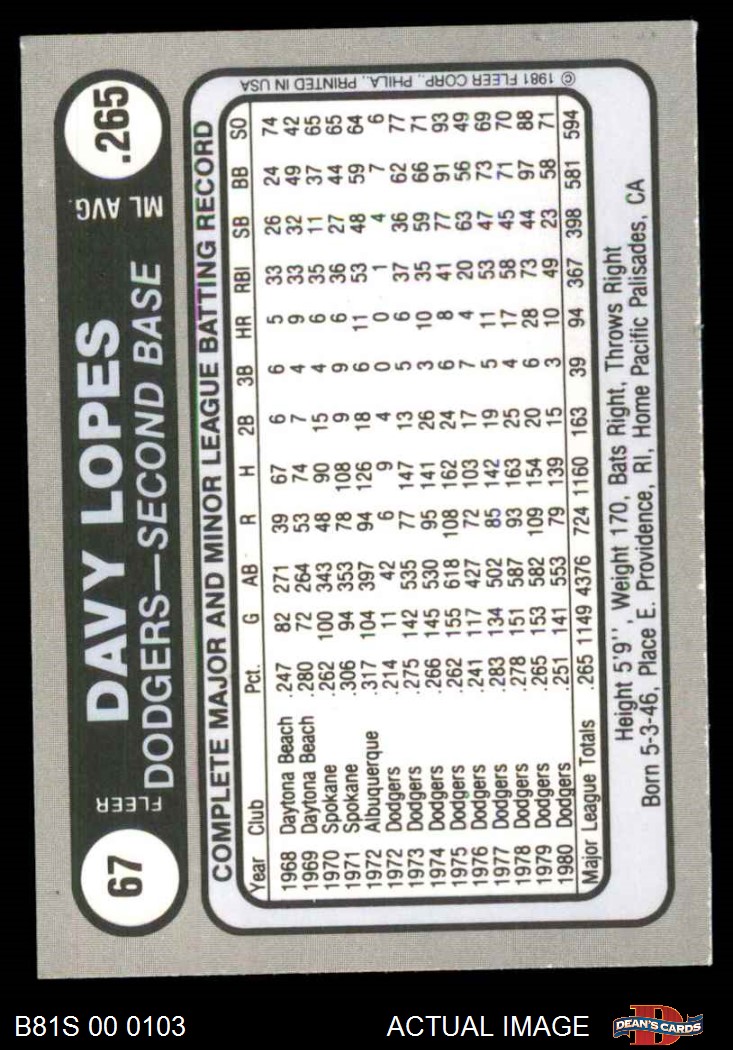 67
FLEER
DAVY LOPES
DODGERS—SECOND BASE
ML AVG.
.265
COMPLETE MAJOR AND MINOR LEAGUE BATTING RECORD
Year Club Pct. G AB R H 2B 3B HR RBI SB BB SO
1968 Daytona Beach .247 82 271 39 67 6 6 5 33 26 24 74
1969 Daytona Beach .280 72 264 53 74 7 4 9 33 32 49 42
1970 Spokane .262 100 343 48 90 15 4 6 35 11 37 65
1971 Spokane .306 94 353 78 108 9 9 6 36 27 44 65
1972 Albuquerque .317 104 397 94 126 18 6 11 53 48 59 64
1972 Dodgers .214 11 42 6 9 4 0 0 1 4 7 6
1973 Dodgers .275 142 535 77 147 13 5 6 37 36 62 77
1974 Dodgers .266 145 530 95 141 26 3 10 35 59 66 71
1975 Dodgers .262 155 618 108 162 24 6 8 41 77 91 93
1976 Dodgers .241 117 427 72 103 17 7 4 20 63 56 49
1977 Dodgers .283 134 502 85 142 19 5 11 53 47 73 69
1978 Dodgers .278 151 587 93 163 25 4 17 58 45 71 70
1979 Dodgers .265 153 582 109 154 20 6 28 73 44 97 88
1980 Dodgers .251 141 553 79 139 15 3 10 49 23 58 71
Major League Totals .265 1149 4376 724 1160 163 39 94 367 398 581 594
Height 5'9'', Weight 170, Bats Right, Throws Right
Born 5-3-46, Place E. Providence, RI, Home Pacific Palisades, CA
© 1981 FLEER CORP., PHILA., PRINTED IN USA
B81S 00 0103
ACTUAL IMAGE
D
DEAN'S CARDS